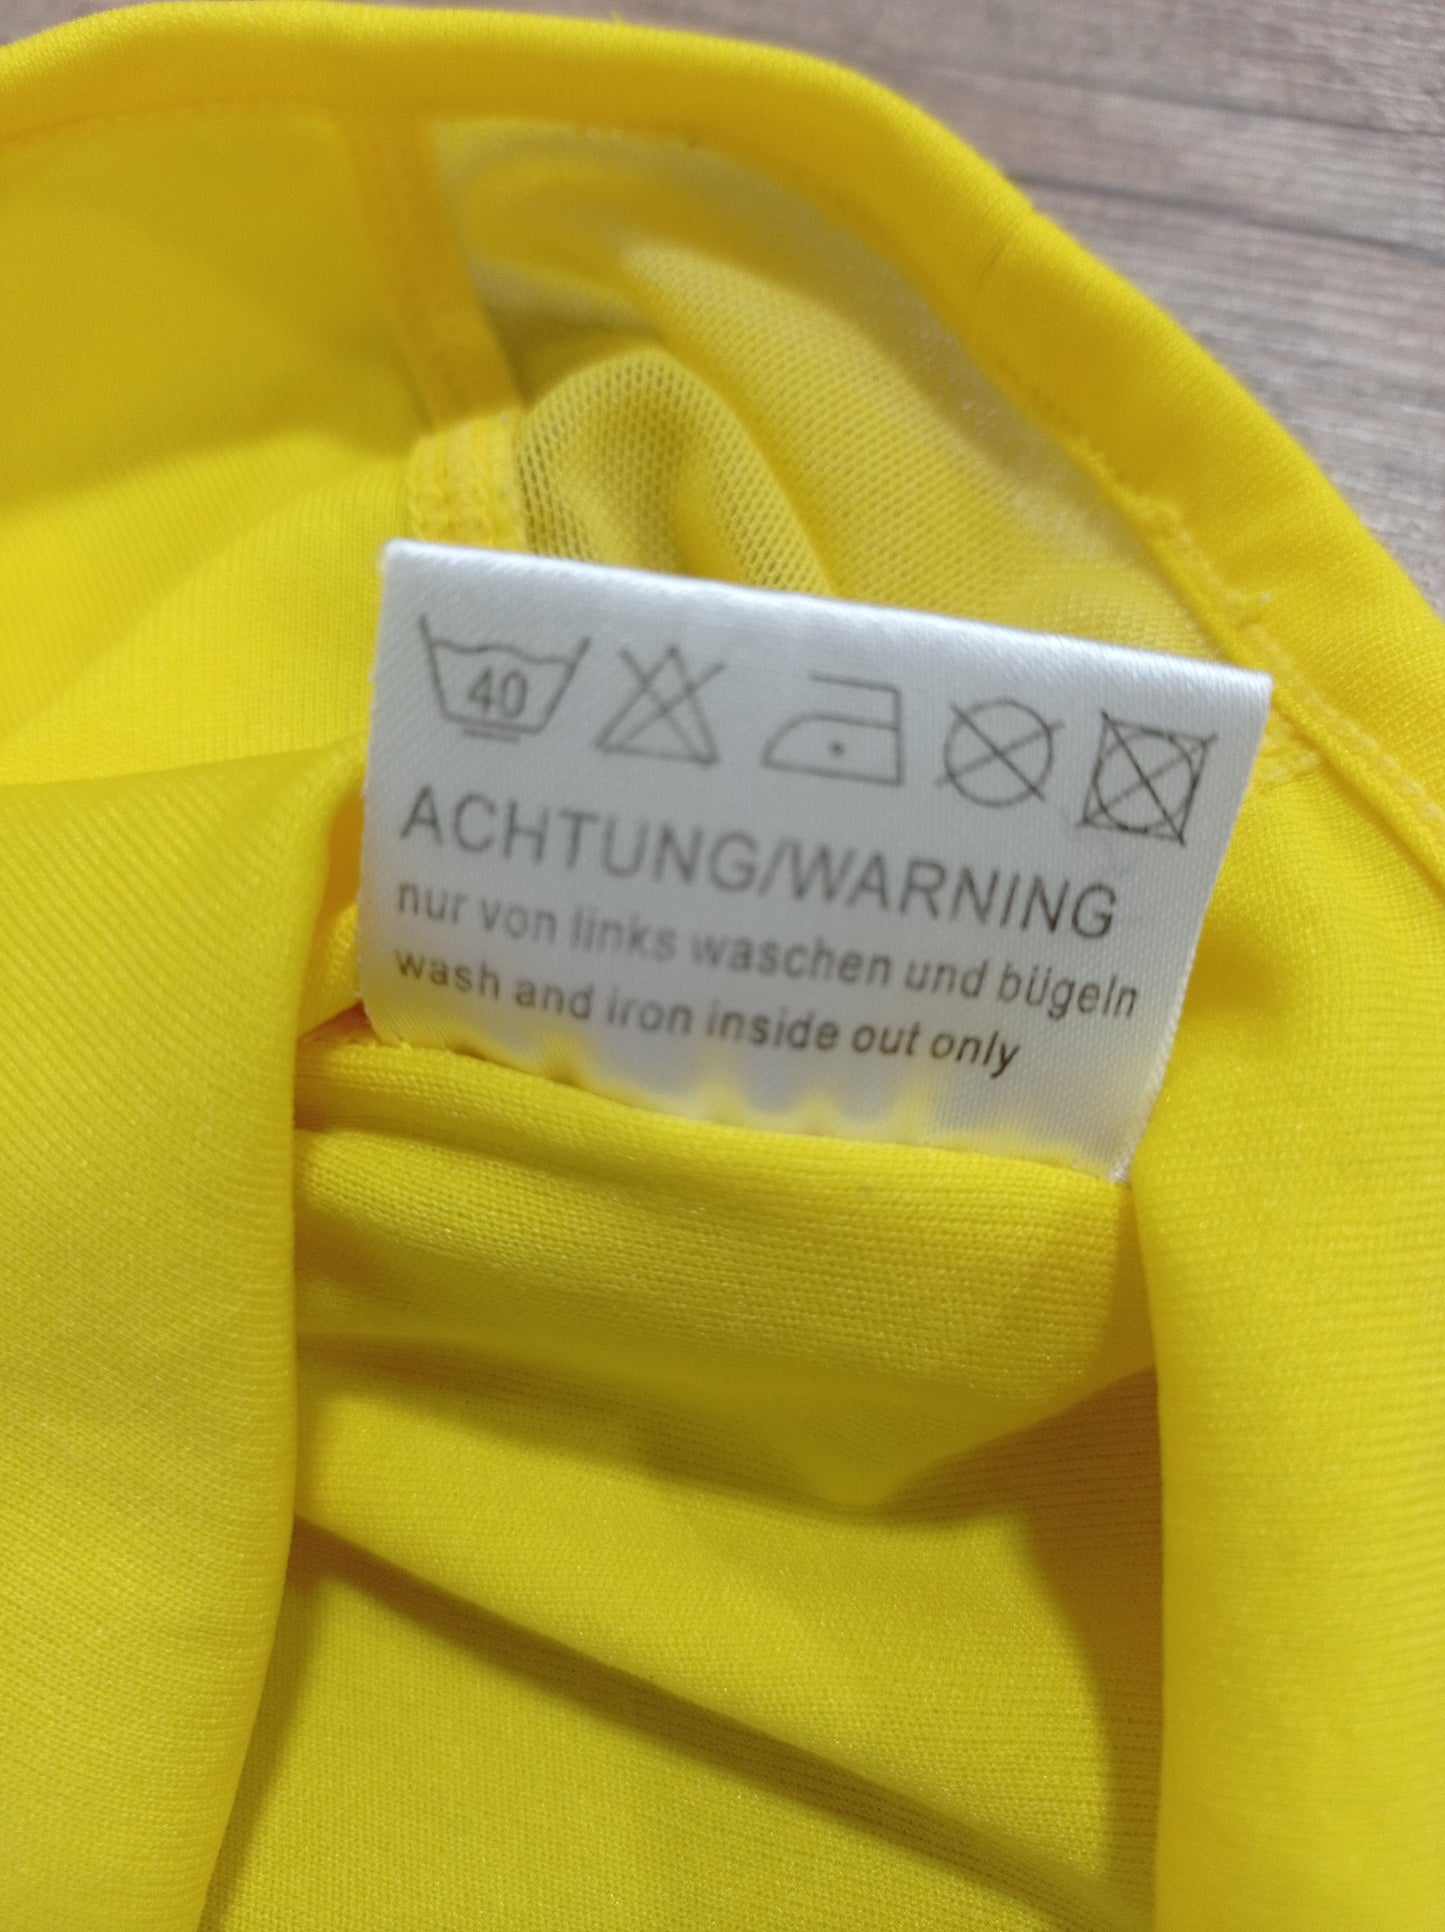 40
ACHTUNG/WARNING
nur von links waschen und bügeln
wash and iron inside out only